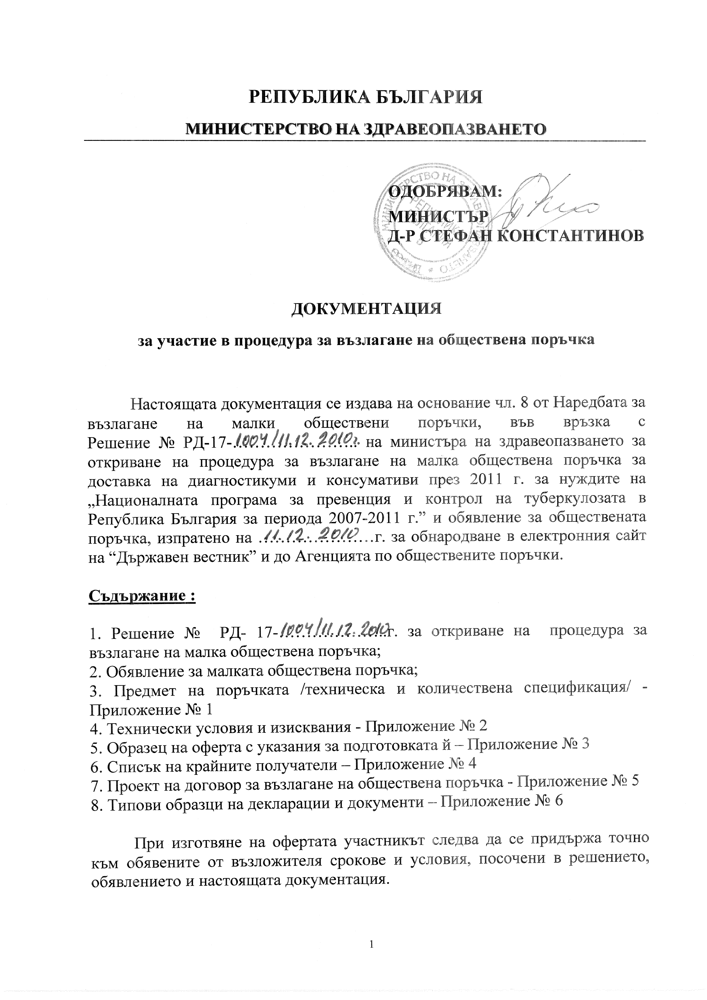 РЕПУБЛИКА БЪЛГАРИЯ
МИНИСТЕРСТВО НА ЗДРАВЕОПАЗВАНЕТО
МИНИСТЕРСТВО НА ЗДРАВЕОПАЗВАНЕТО
РЕПУБЛИКА БЪЛГАРИЯ
ОДОБРЯВАМ:
МИНИСТЪР
Д-Р СТЕФАН КОНСТАНТИНОВ
ДОКУМЕНТАЦИЯ
за участие в процедура за възлагане на обществена поръчка
Настоящата документация се издава на основание чл. 8 от Наредбата за
възлагане на малки обществени поръчки, във връзка с
Решение № РД-17-1004/11.12.2010г. на министъра на здравеопазването за
откриване на процедура за възлагане на малка обществена поръчка за
доставка на диагностикуми и консумативи през 2011 г. за нуждите на
„Националната програма за превенция и контрол на туберкулозата в
Република България за периода 2007-2011 г.” и обявление за обществената
поръчка, изпратено на 11.12.2010 г. за обнародване в електронния сайт
на “Държавен вестник” и до Агенцията по обществените поръчки.
Съдържание :
1. Решение № РД- 17-1004/11.12.2010г. за откриване на процедура за
възлагане на малка обществена поръчка;
2. Обявление за малката обществена поръчка;
3. Предмет на поръчката /техническа и количествена спецификация/ -
Приложение № 1
4. Технически условия и изисквания - Приложение № 2
5. Образец на оферта с указания за подготовката й – Приложение № 3
6. Списък на крайните получатели – Приложение № 4
7. Проект на договор за възлагане на обществена поръчка - Приложение № 5
8. Типови образци на декларации и документи – Приложение № 6
При изготвяне на офертата участникът следва да се придържа точно
към обявените от възложителя срокове и условия, посочени в решението,
обявлението и настоящата документация.
1